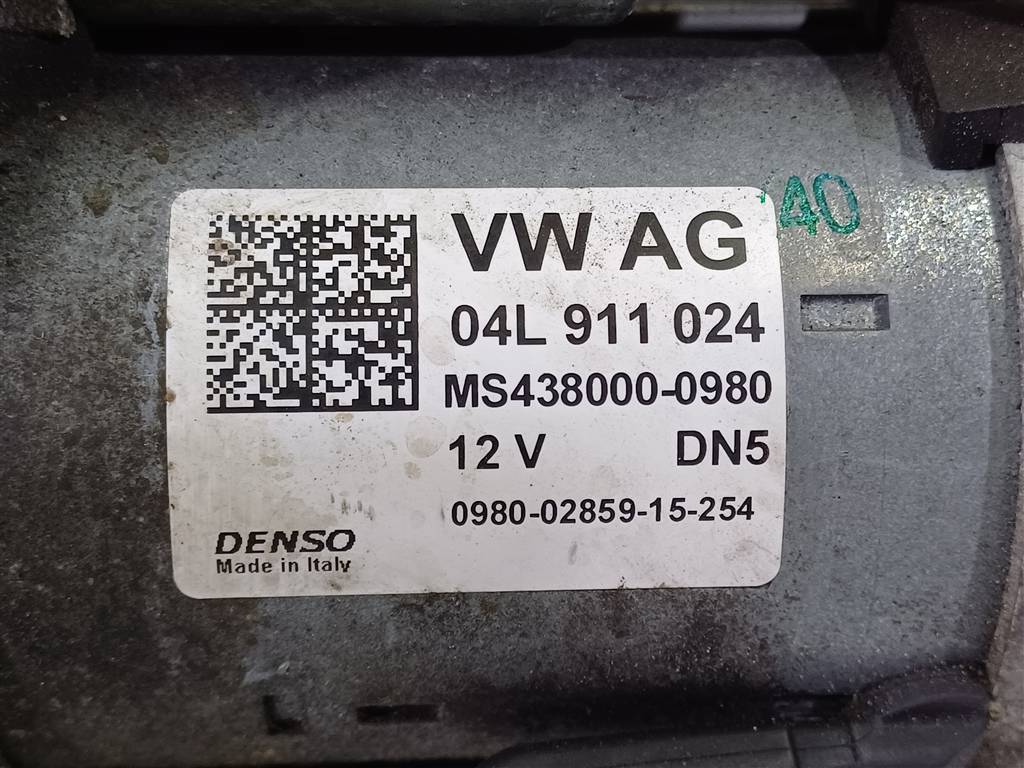 VW AG
40
04L 911 024
MS438000-0980
12 V DN5
0980-02859-15-254
DENSO
Made in Italy